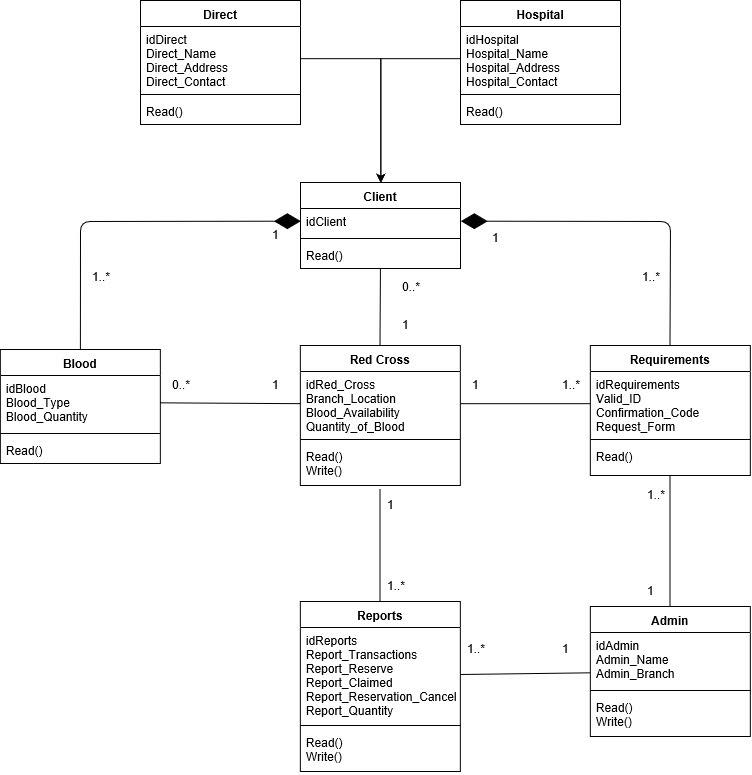 Direct
idDirect
Direct_Name
Direct_Address
Direct_Contact
Read()
Hospital
idHospital
Hospital_Name
Hospital_Address
Hospital_Contact
Read()
Client
idClient
Read()
1
1
1..*
0..*
1..*
1
Blood
idBlood
Blood_Type
Blood_Quantity
Read()
0..*
1
Red Cross
idRed_Cross
Branch_Location
Blood_Availability
Quantity_of_Blood
Read()
Write()
1
1..*
Requirements
idRequirements
Valid_ID
Confirmation_Code
Request_Form
Read()
1
1..*
1..*
1
Reports
idReports
Report_Transactions
Report_Reserve
Report_Claimed
Report_Reservation_Cancel
Report_Quantity
Read()
Write()
1..*
1
Admin
idAdmin
Admin_Name
Admin_Branch
Read()
Write()